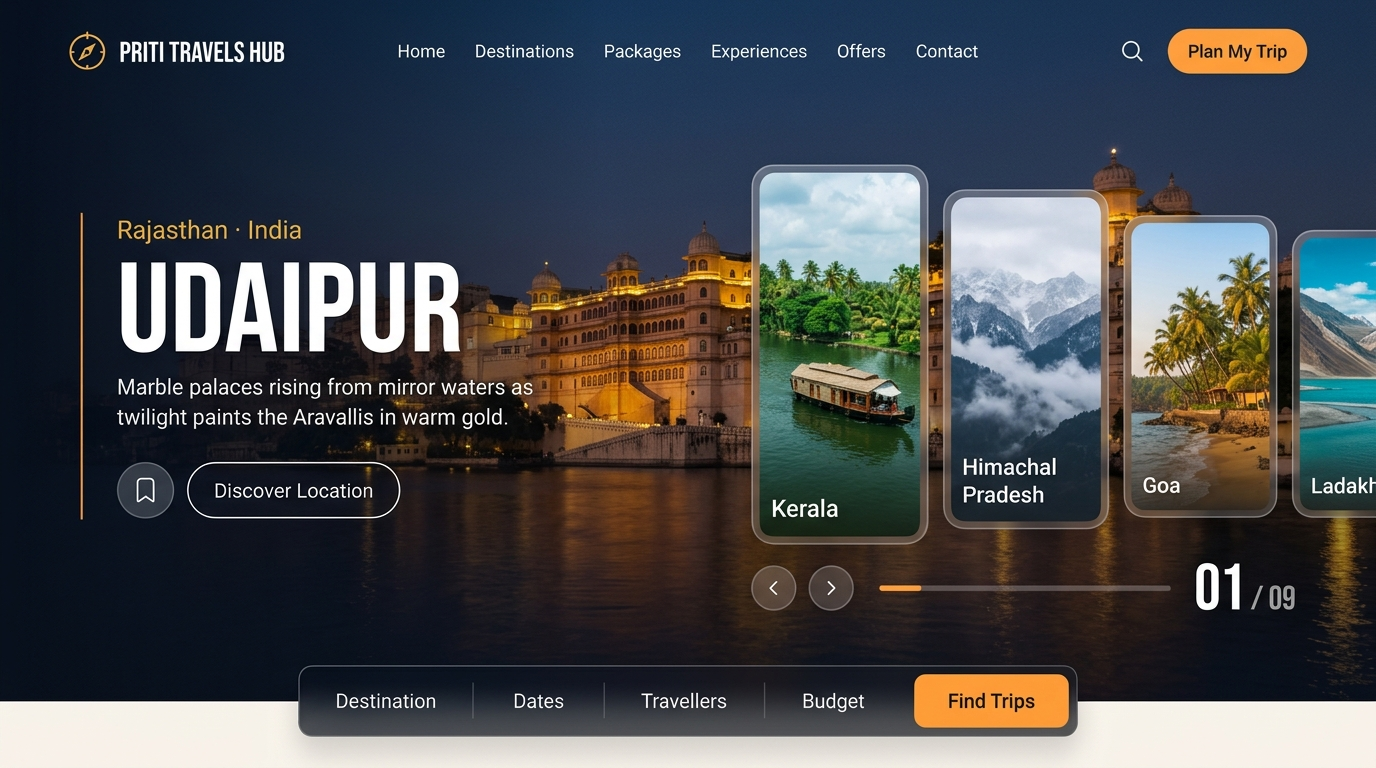 PRITI TRAVELS HUB
Home
Destinations
Packages
Experiences
Offers
Contact
Plan My Trip
Rajasthan · India
UDAIPUR
Marble palaces rising from mirror waters as
twilight paints the Aravallis in warm gold.
Discover Location
Kerala
Himachal
Pradesh
Goa
Ladakh
01 / 09
Destination
Dates
Travellers
Budget
Find Trips